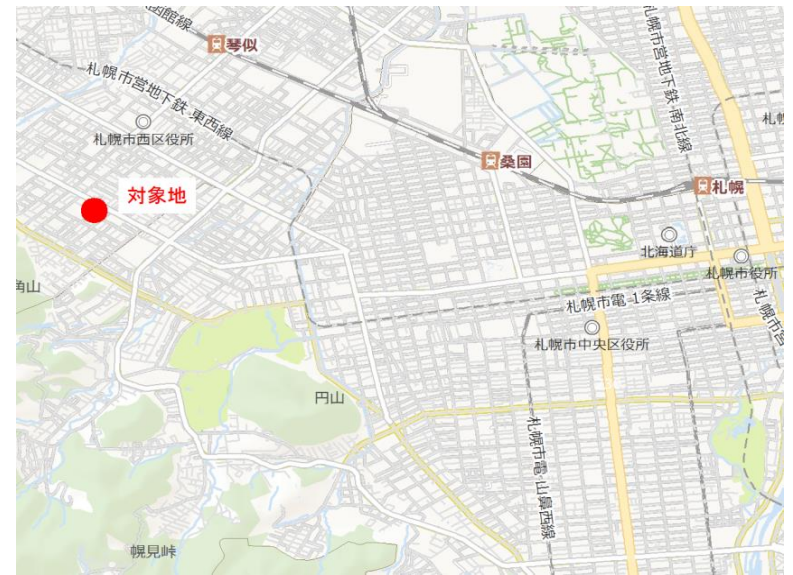 函館線
琴似
札幌市営地下鉄 東西線
札幌市営地下鉄 南北線
札幌市西区役所
桑園
札幌
対象地
北海道庁
角山
札幌市役所
札幌市電 1条線
札幌市中央区役所
円山
札幌市電 山鼻西線
幌見峠